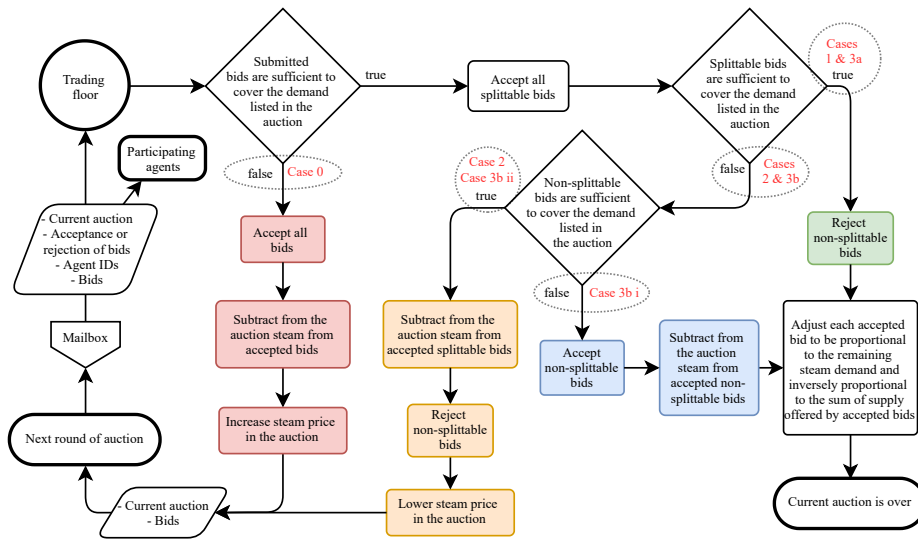 Trading
floor
Submitted
bids are sufficient to
cover the demand
listed in the
auction
true
Accept all
splittable bids
Splittable bids
are sufficient to
cover the demand
listed in the
auction
Cases
1 & 3a
true
Participating
agents
false
Case 0
Case 2
Case 3b ii
true
Non-splittable
bids are sufficient
to cover the demand
listed in
the auction
false
Cases
2 & 3b
- Current auction
- Acceptance or
rejection of bids
- Agent IDs
- Bids
Accept all
bids
Reject
non-splittable
bids
false
Case 3b i
Mailbox
Subtract from the
auction steam from
accepted bids
Subtract from the
auction steam from
accepted splittable bids
Accept
non-splittable
bids
Subtract from
the auction
steam from
accepted non-
splittable bids
Adjust each accepted
bid to be proportional
to the remaining
steam demand and
inversely proportional
to the sum of supply
offered by accepted bids
Next round of auction
Increase steam price
in the auction
Reject
non-splittable
bids
- Current auction
- Bids
Lower steam price
in the auction
Current auction is over